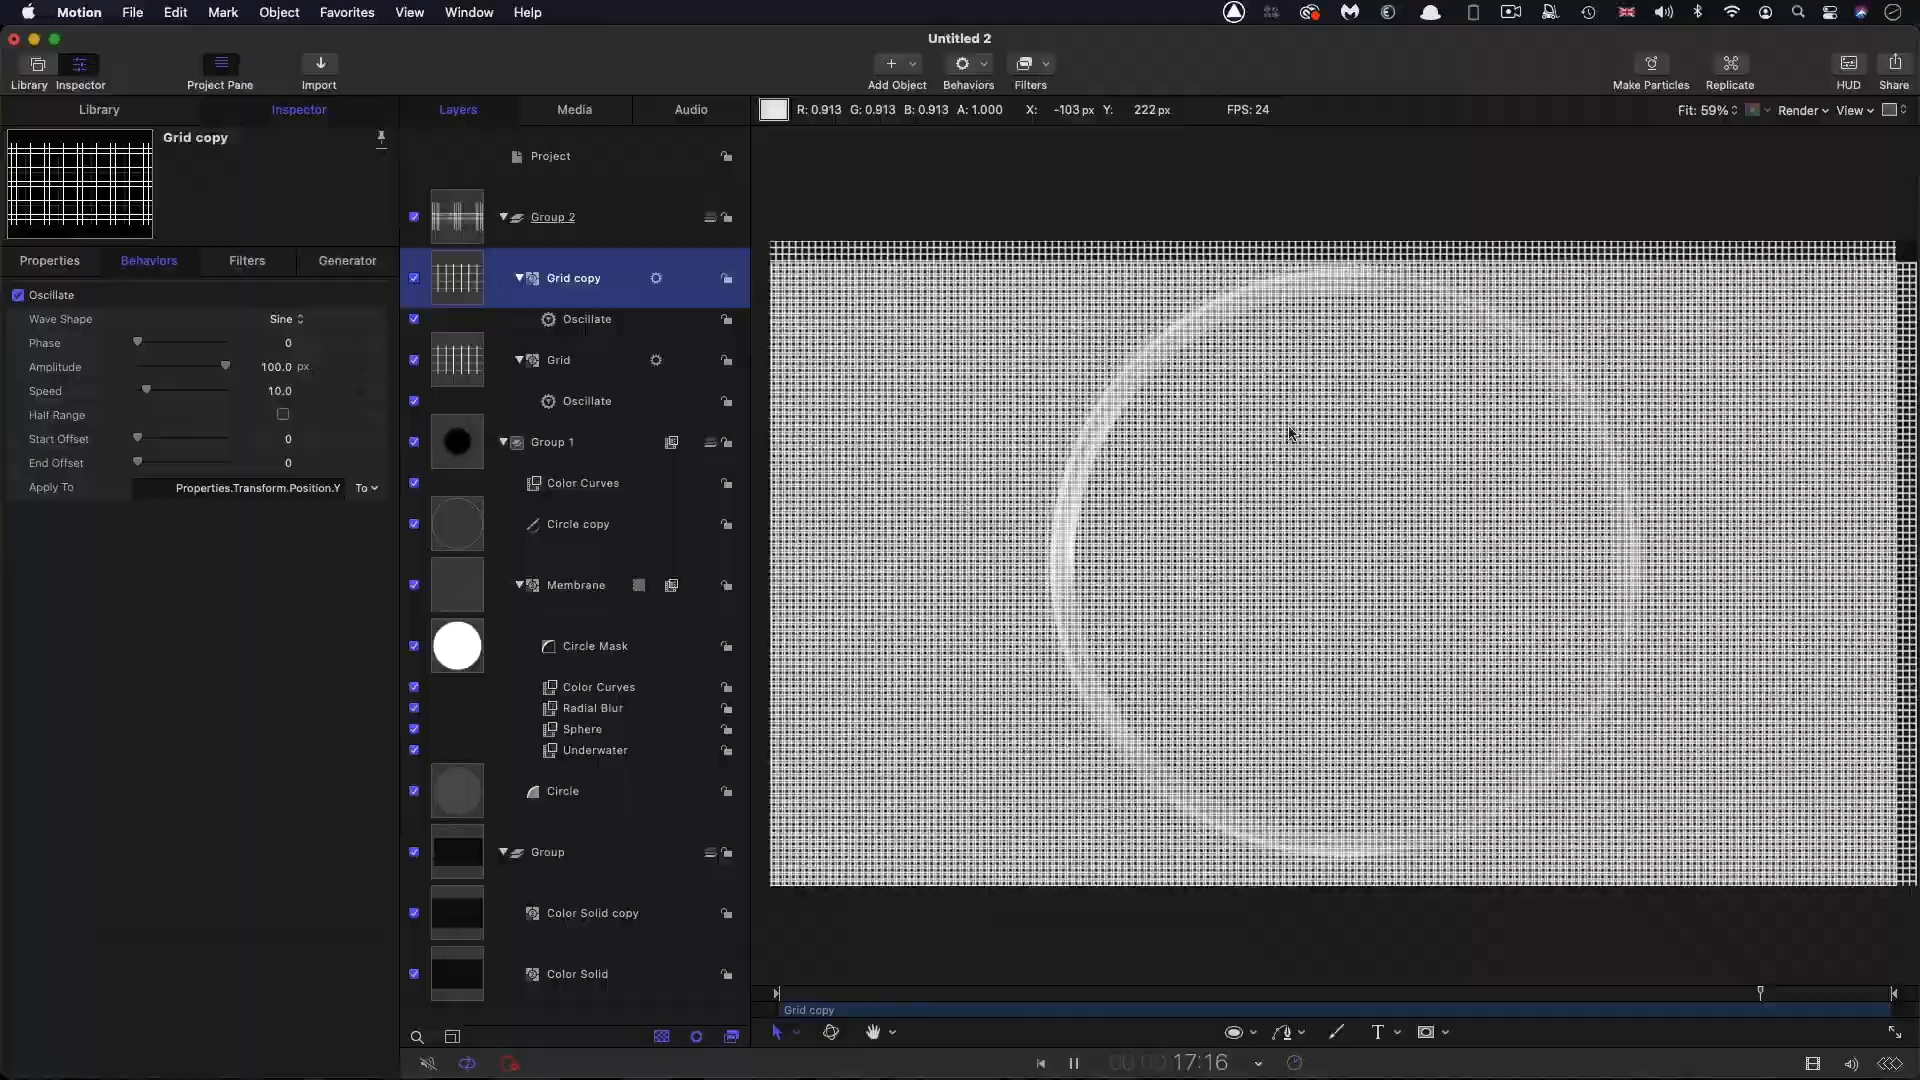 Motion File Edit Mark Object Favorites View Window Help
Untitled 2
Library Inspector Project Pane Import Add Object Behaviors Filters Make Particles Replicate HUD Share
Library Inspector Layers Media Audio R: 0.913 G: 0.913 B: 0.913 A: 1.000 X: -103 px Y: 222 px FPS: 24 Fit: 59% Render View
Grid copy
Project
Group 2
Properties Behaviors Filters Generator
Grid copy
Oscillate
Wave Shape Sine
Oscillate
Phase 0
Grid
Amplitude 100.0 px
Speed 10.0
Oscillate
Half Range
Start Offset 0
Group 1
End Offset 0
Color Curves
Apply To Properties.Transform.Position.Y To
Circle copy
Membrane
Circle Mask
Color Curves
Radial Blur
Sphere
Underwater
Circle
Group
Color Solid copy
Color Solid
Grid copy
T
00:00:17:16